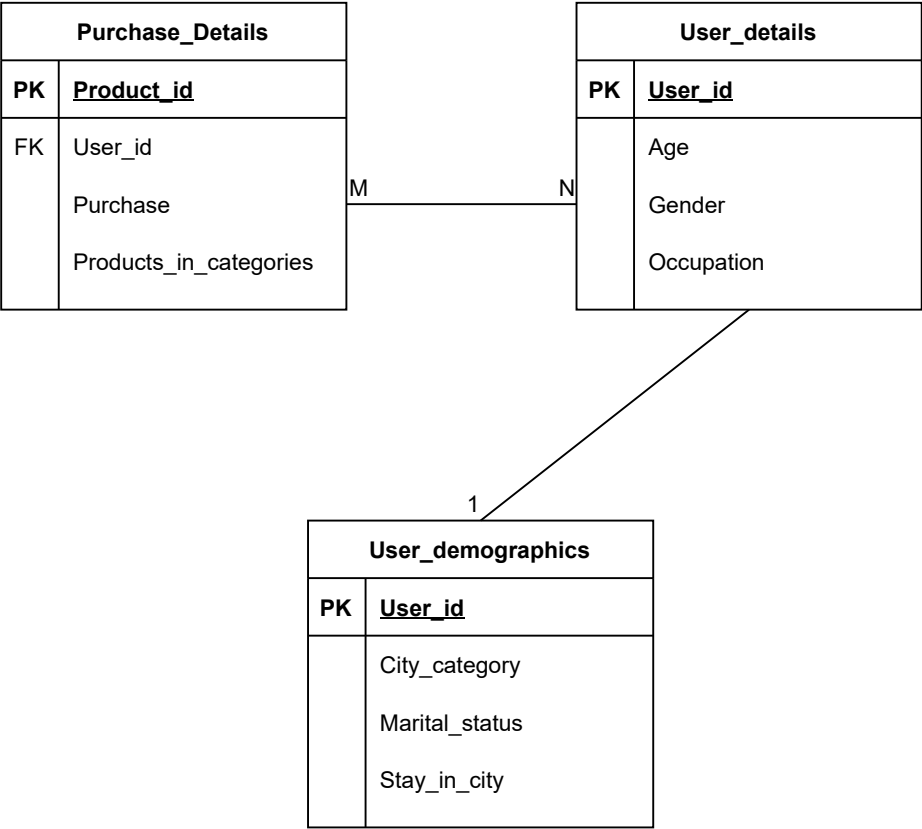 Purchase_Details
PK Product_id
FK User_id
Purchase
Products_in_categories
M
N
User_details
PK User_id
Age
Gender
Occupation
1
User_demographics
PK User_id
City_category
Marital_status
Stay_in_city